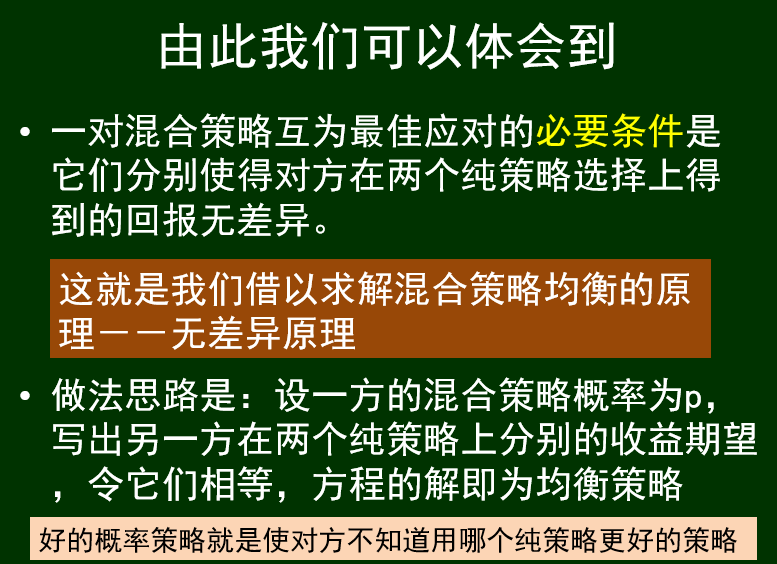 由此我们可以体会到
• 一对混合策略互为最佳应对的必要条件是
它们分别使得对方在两个纯策略选择上得
到的回报无差异。
这就是我们借以求解混合策略均衡的原
理－－无差异原理
• 做法思路是：设一方的混合策略概率为p，
写出另一方在两个纯策略上分别的收益期望
，令它们相等，方程的解即为均衡策略
好的概率策略就是使对方不知道用哪个纯策略更好的策略